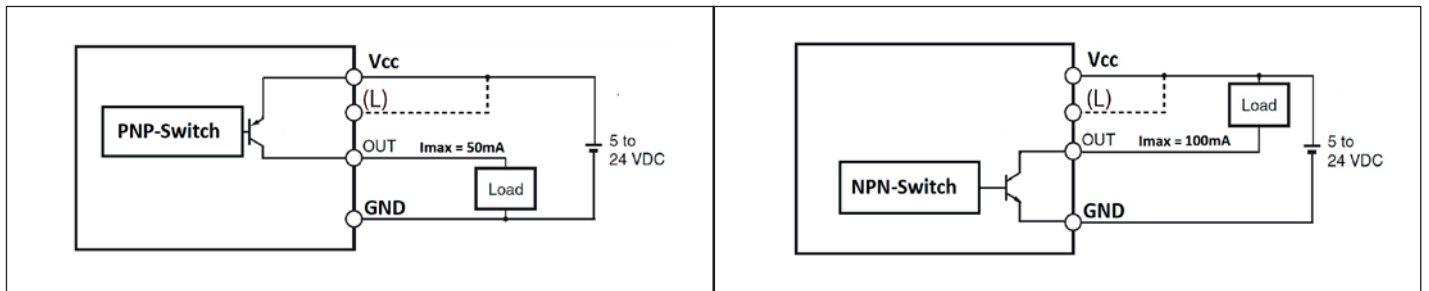 Vcc
(L)
PNP-Switch
OUT
Imax = 50mA
5 to
24 VDC
Load
GND
Vcc
(L)
Load
OUT
Imax = 100mA
5 to
24 VDC
NPN-Switch
GND